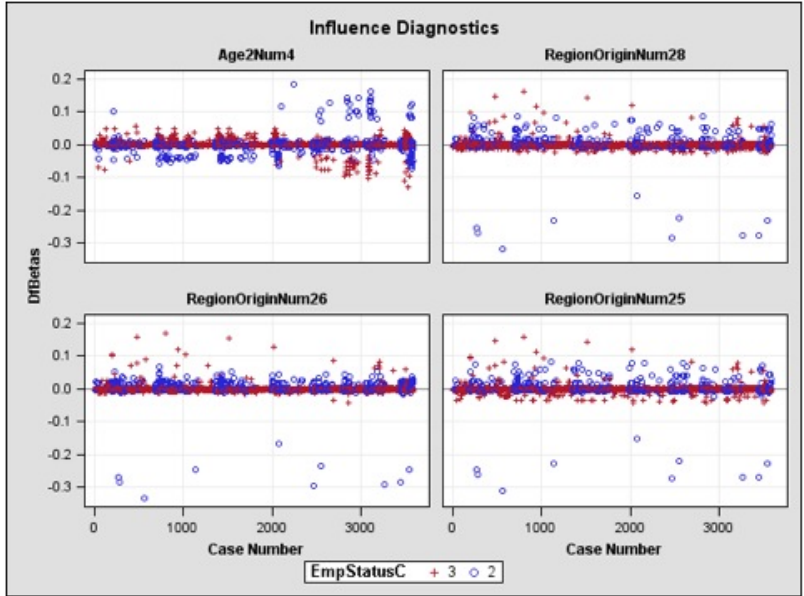 Influence Diagnostics
Age2Num4
RegionOriginNum28
0.2
0.1
0.0
-0.1
-0.2
-0.3
DfBetas
RegionOriginNum26
RegionOriginNum25
0.2
0.1
0.0
-0.1
-0.2
-0.3
0 1000 2000 3000
0 1000 2000 3000
Case Number
Case Number
EmpStatusC + 3 o 2